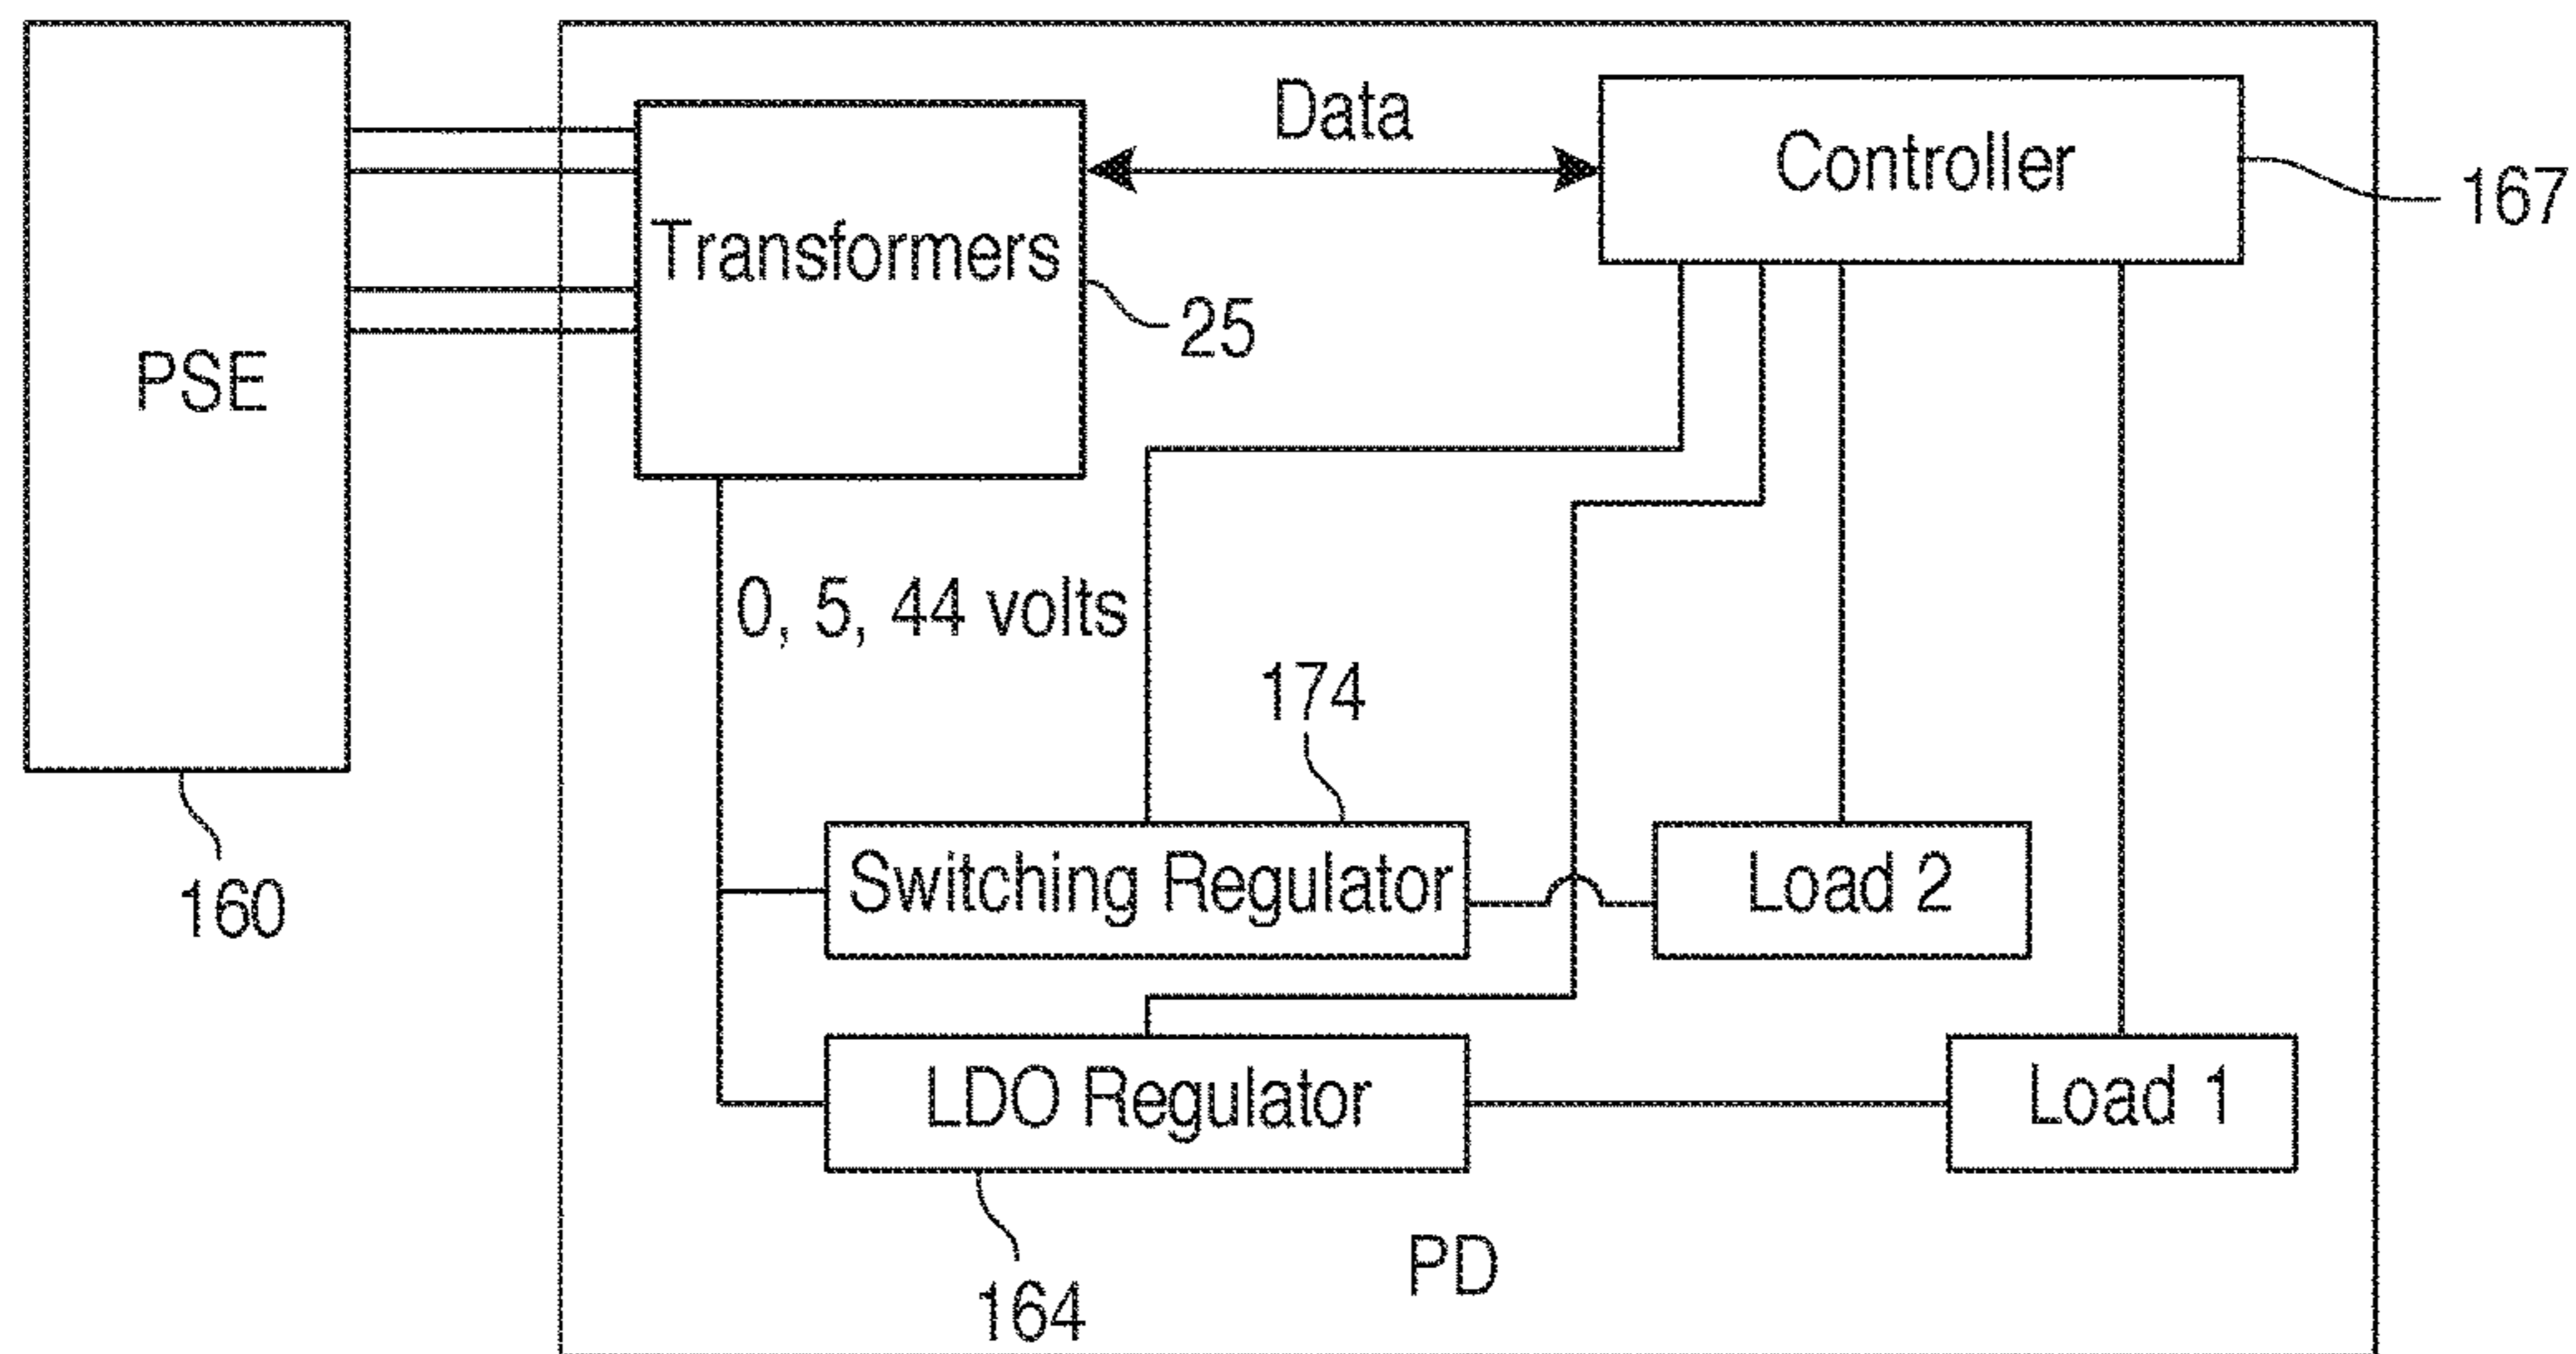 Data
Controller
167
Transformers
25
PSE
0, 5, 44 volts
174
160
Switching Regulator
Load 2
LDO Regulator
Load 1
PD
164